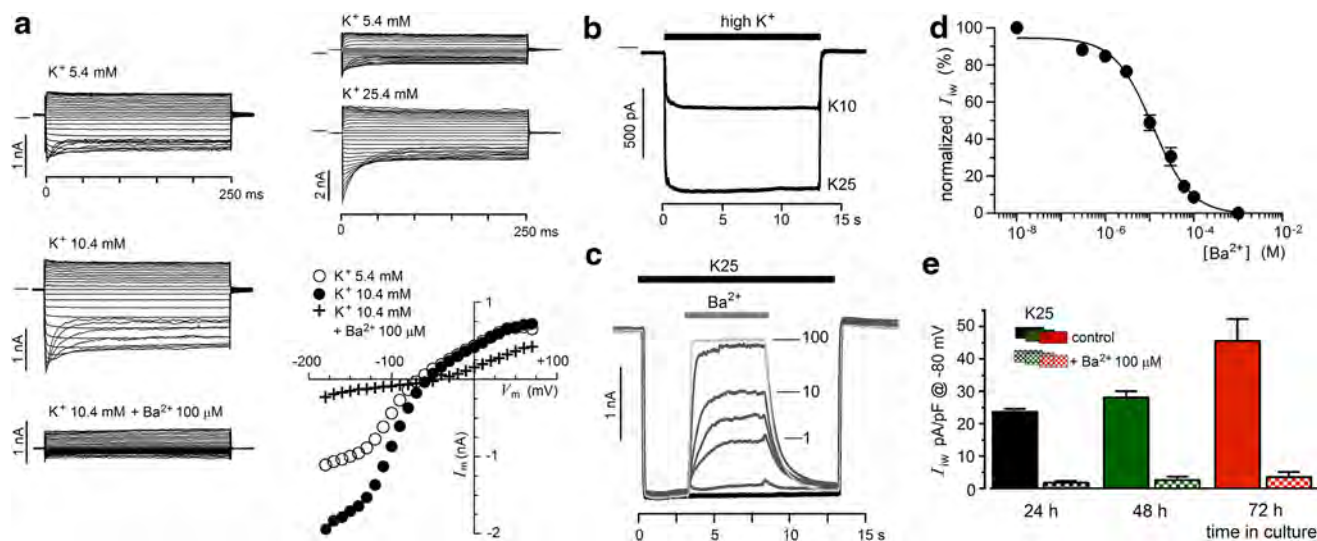 a
K⁺ 5.4 mM
1 nA
0 250 ms
K⁺ 10.4 mM
1 nA
K⁺ 10.4 mM + Ba²⁺ 100 μM
1 nA
K⁺ 5.4 mM
K⁺ 25.4 mM
2 nA
0 250 ms
K⁺ 5.4 mM
K⁺ 10.4 mM
K⁺ 10.4 mM
+ Ba²⁺ 100 μM
1
-200 -100 +100
Vm (mV)
Im (nA)
-1
-2
b
high K⁺
500 pA
K10
K25
0 5 10 15 s
c
K25
Ba²⁺
100
10
1
1 nA
0 5 10 15 s
d
normalized Iiw (%)
100
80
60
40
20
0
10⁻⁸ 10⁻⁶ 10⁻⁴ 10⁻²
[Ba²⁺] (M)
e
K25
control
+ Ba²⁺ 100 μM
Iiw pA/pF @ -80 mV
50
40
30
20
10
0
24 h 48 h 72 h
time in culture